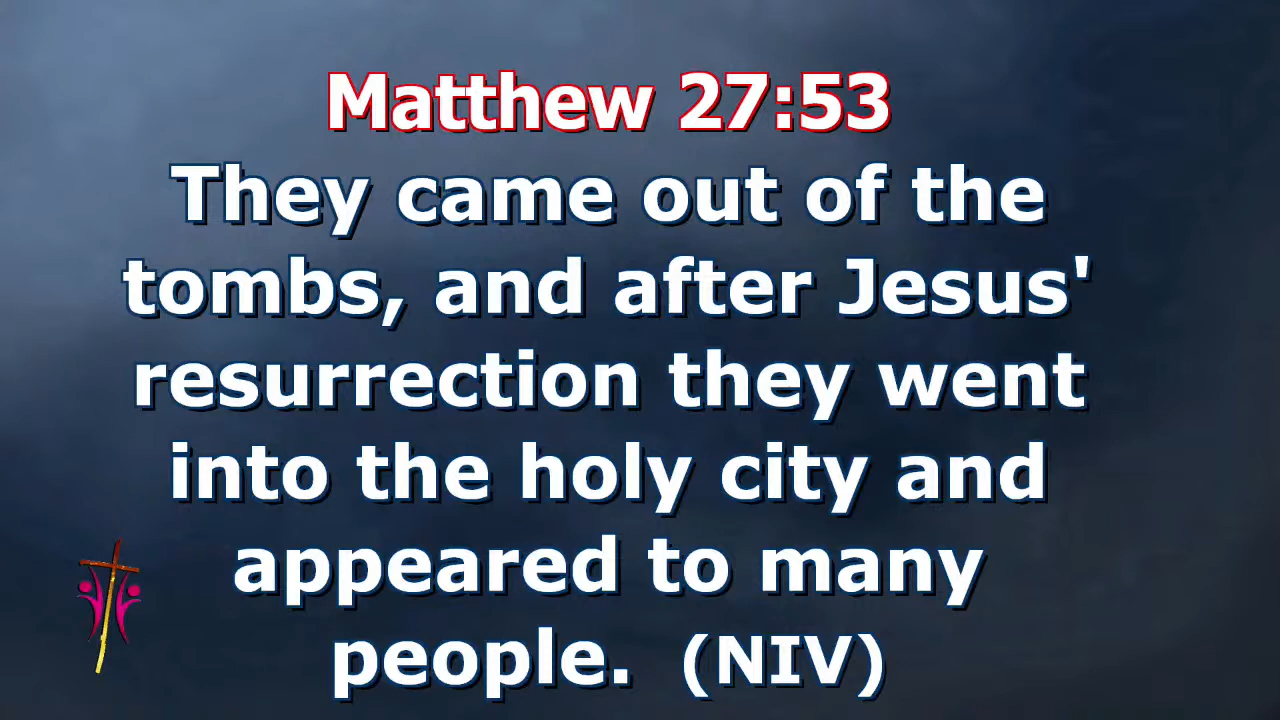 Matthew 27:53
They came out of the
tombs, and after Jesus'
resurrection they went
into the holy city and
appeared to many
people.  (NIV)